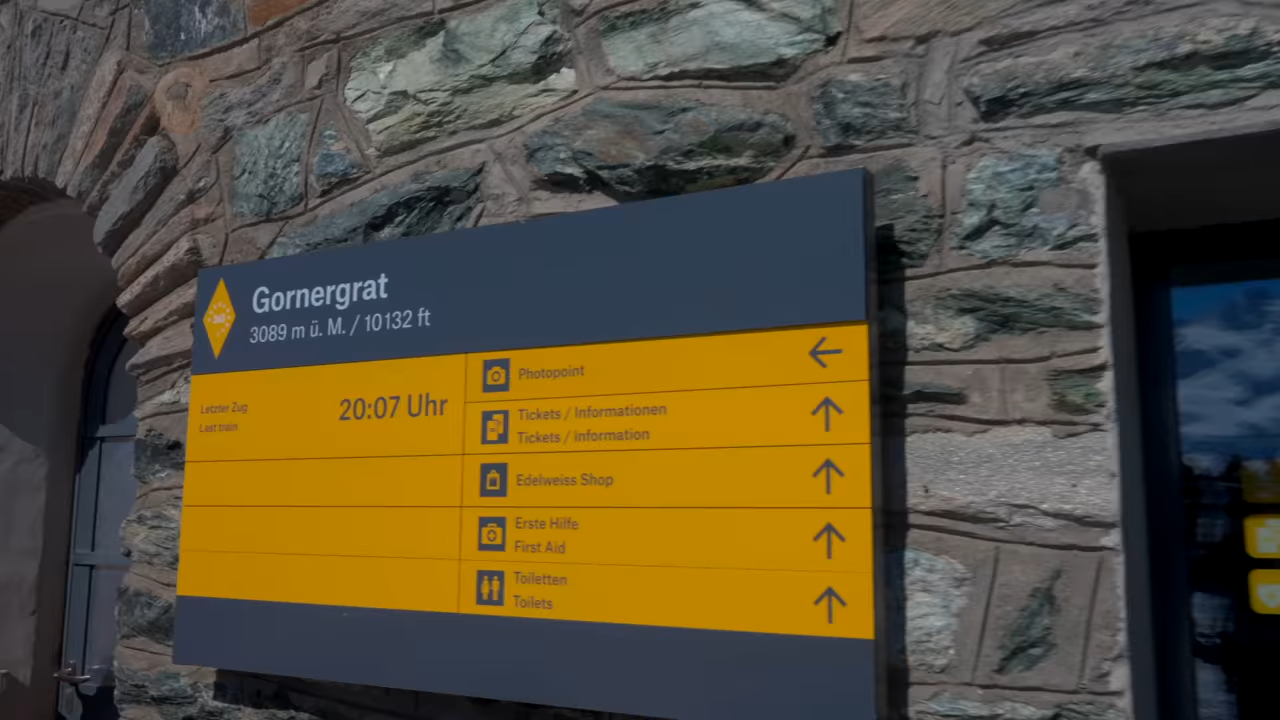 Gornergrat
3089 m ü. M. / 10132 ft
Letzter Zug
Last train
20:07 Uhr
Photopoint
Tickets / Informationen
Tickets / Information
Edelweiss Shop
Erste Hilfe
First Aid
Toiletten
Toilets